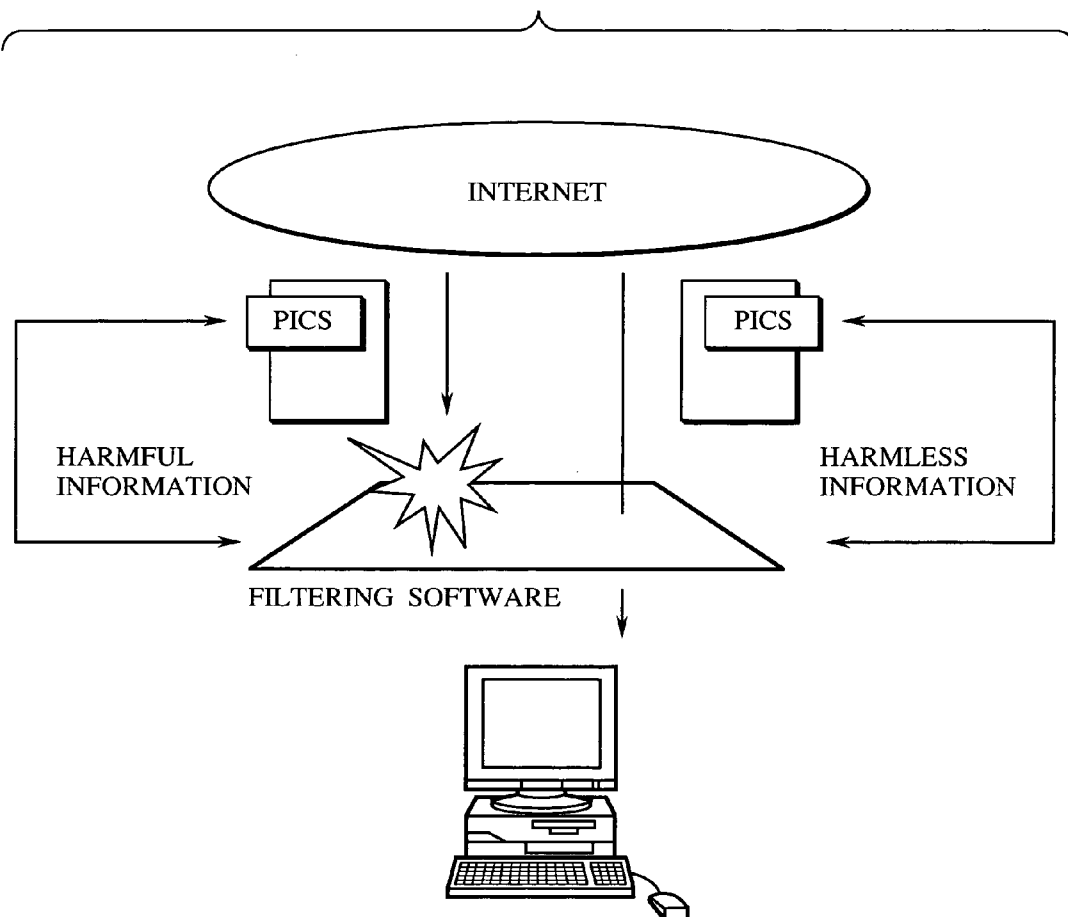 INTERNET
PICS
PICS
HARMFUL
INFORMATION
HARMLESS
INFORMATION
FILTERING SOFTWARE